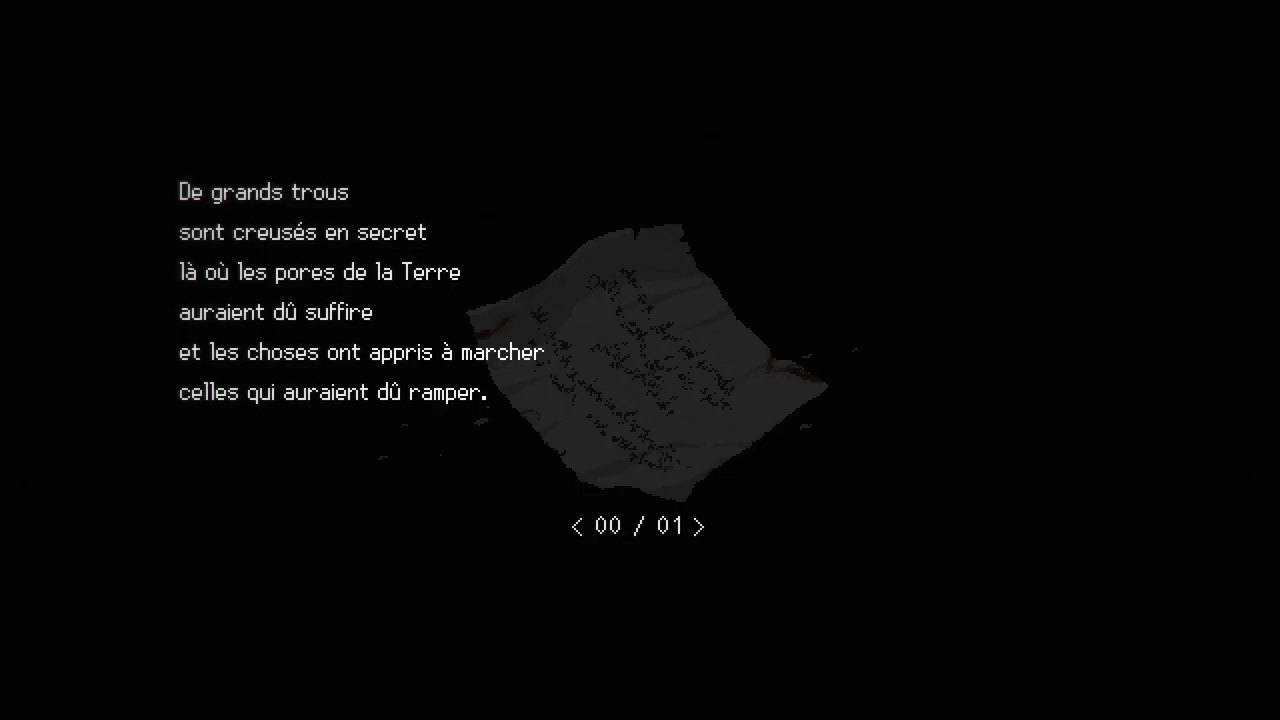 De grands trous
sont creusés en secret
là où les pores de la Terre
auraient dû suffire
et les choses ont appris à marcher
celles qui auraient dû ramper.
< 00 / 01 >